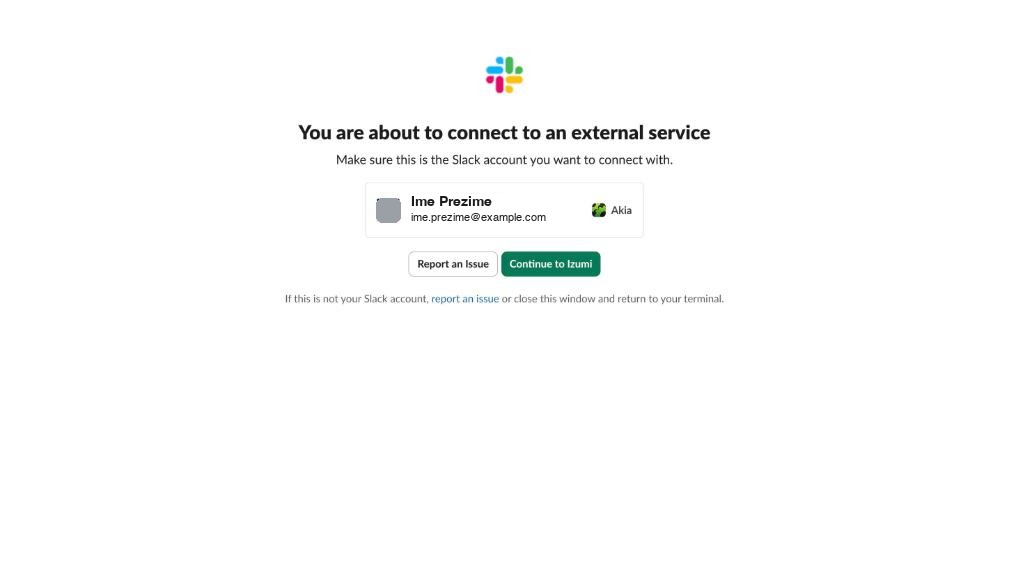 You are about to connect to an external service
Make sure this is the Slack account you want to connect with.
Ime Prezime
ime.prezime@example.com
Akia
Report an Issue
Continue to Izumi
If this is not your Slack account, report an issue or close this window and return to your terminal.